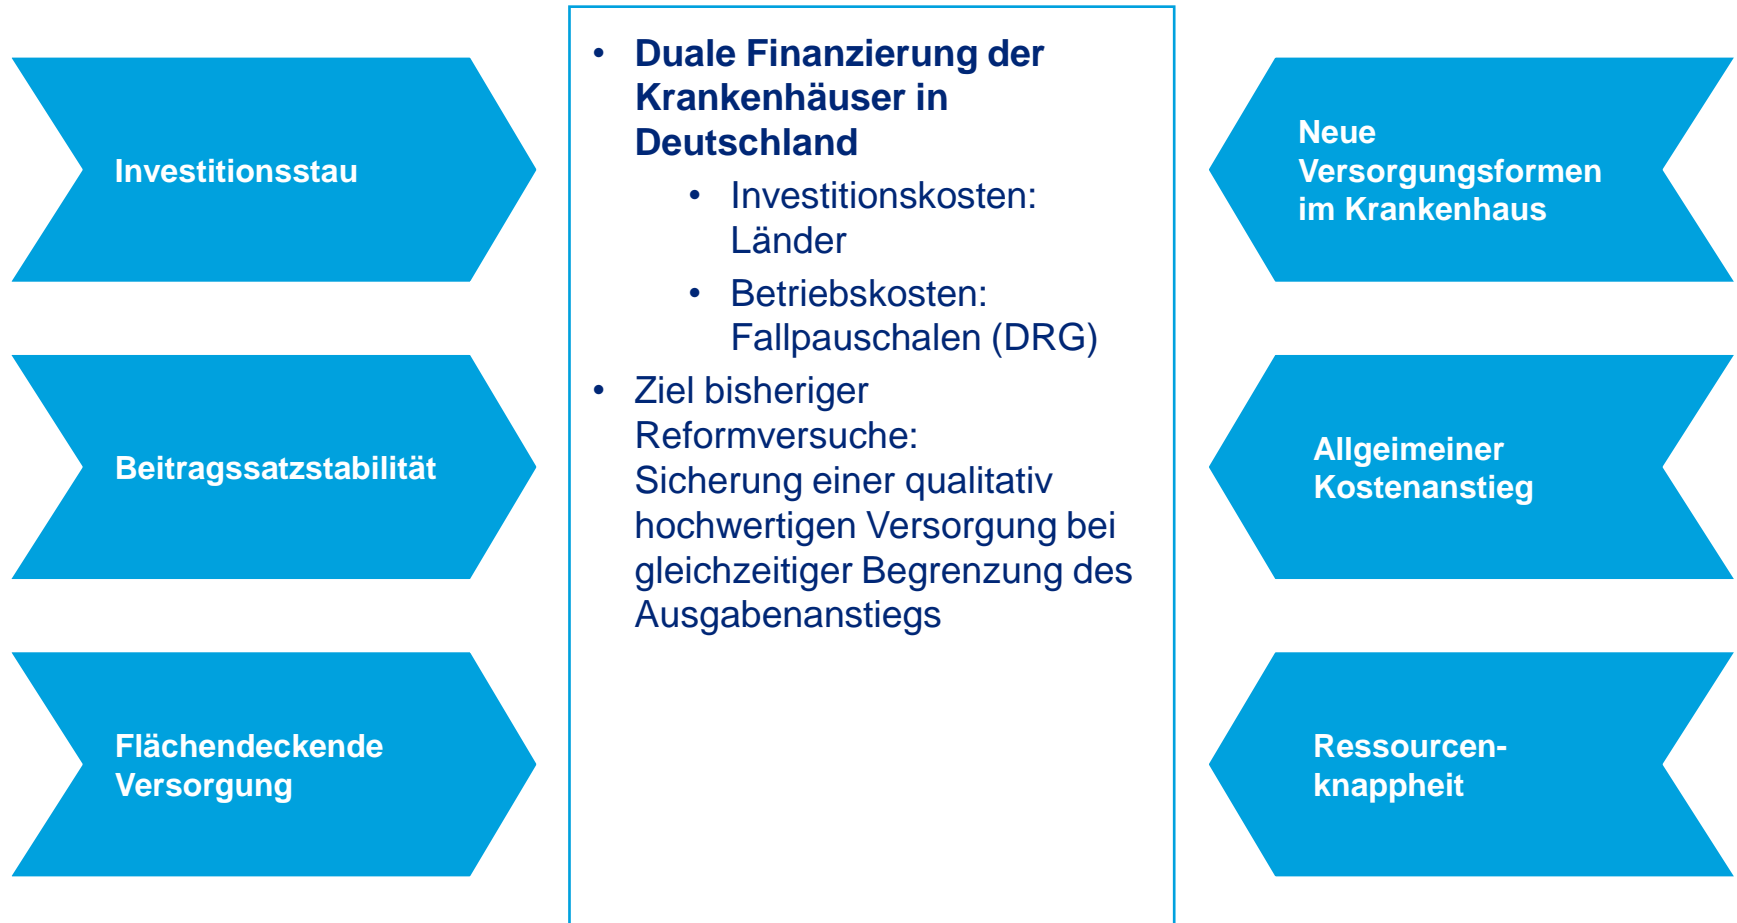 Investitionsstau
Beitragssatzstabilität
Flächendeckende
Versorgung
• Duale Finanzierung der
Krankenhäuser in
Deutschland
• Investitionskosten:
Länder
• Betriebskosten:
Fallpauschalen (DRG)
• Ziel bisheriger
Reformversuche:
Sicherung einer qualitativ
hochwertigen Versorgung bei
gleichzeitiger Begrenzung des
Ausgabenanstiegs
Neue
Versorgungsformen
im Krankenhaus
Allgeimeiner
Kostenanstieg
Ressourcen-
knappheit